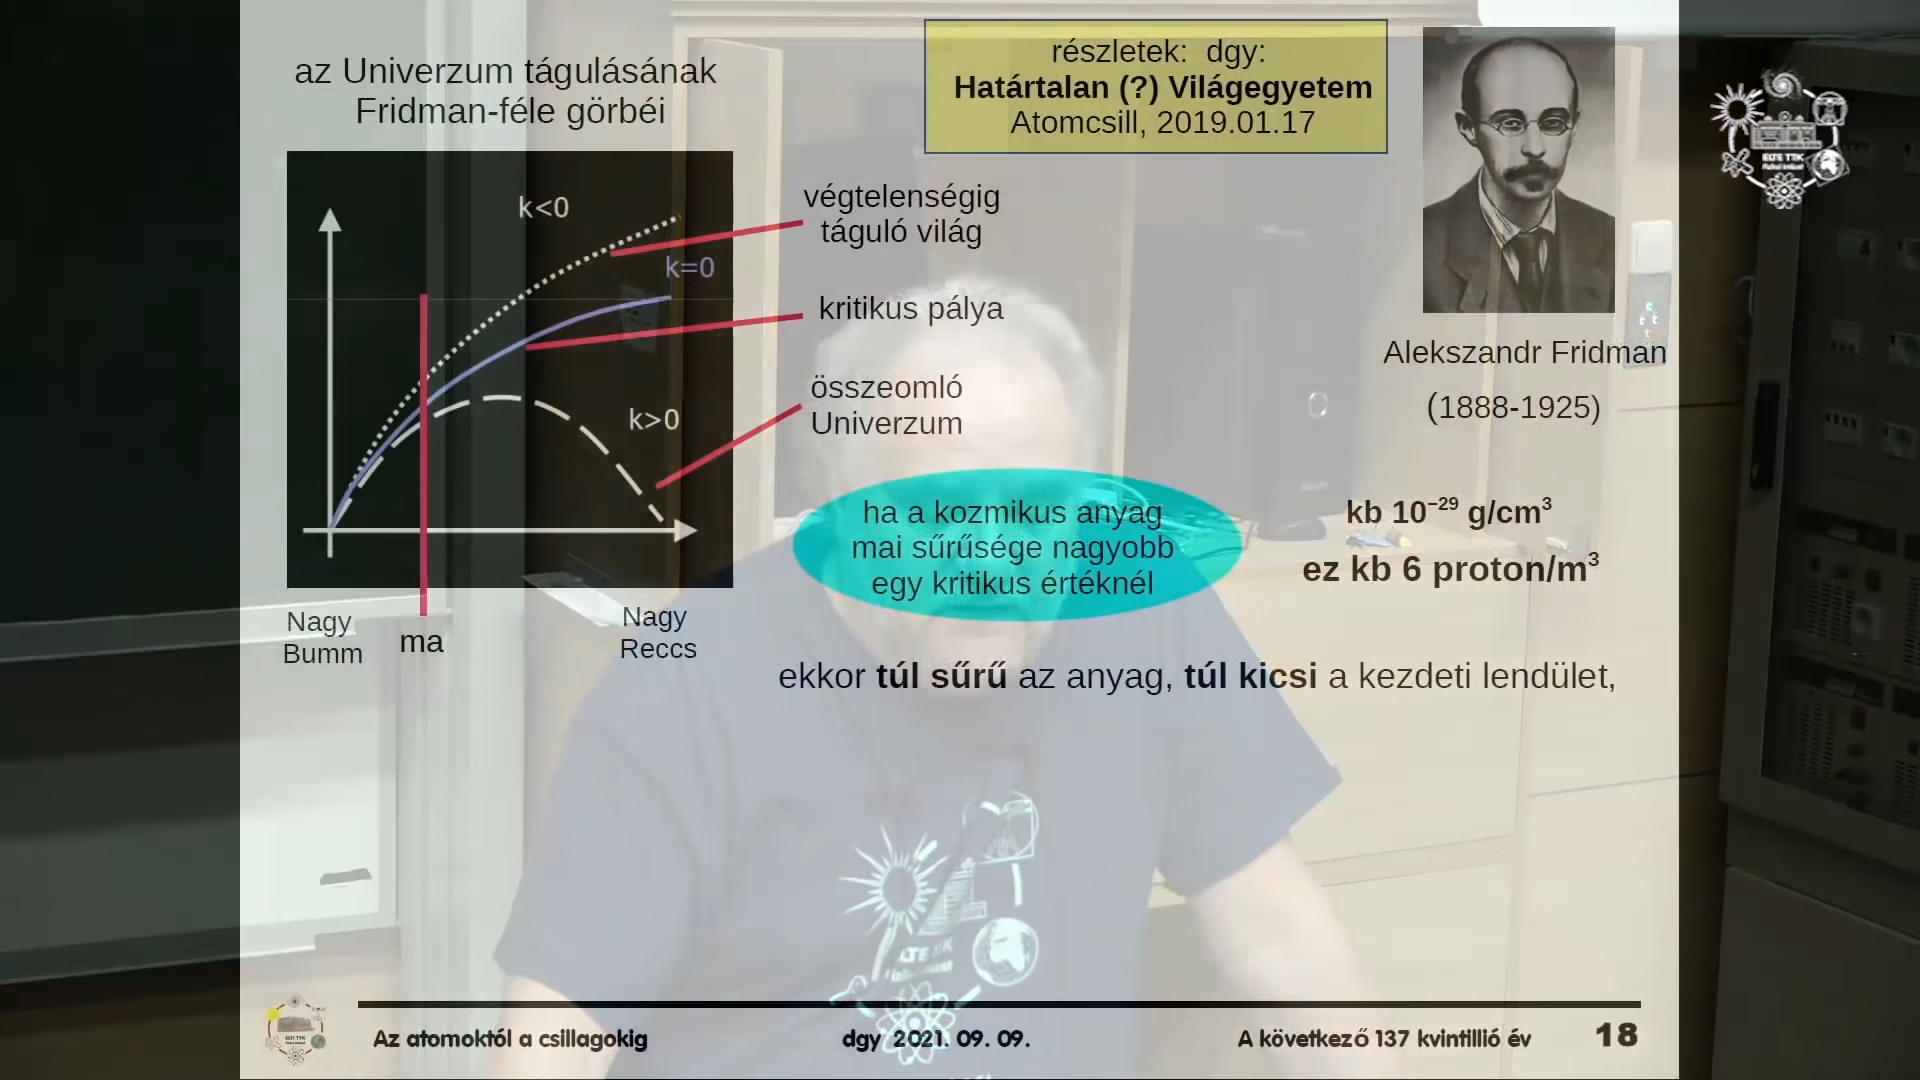 az Univerzum tágulásának
Fridman-féle görbéi
részletek: dgy:
Határtalan (?) Világegyetem
Atomcsill, 2019.01.17
k<0
k=0
k>0
végtelenségig
táguló világ
kritikus pálya
összeomló
Univerzum
Nagy
Bumm
ma
Nagy
Reccs
Alekszandr Fridman
(1888-1925)
ha a kozmikus anyag
mai sűrűsége nagyobb
egy kritikus értéknél
kb 10⁻²⁹ g/cm³
ez kb 6 proton/m³
ekkor túl sűrű az anyag, túl kicsi a kezdeti lendület,
ELTE TTK
Az atomoktól a csillagokig
dgy 2021. 09. 09.
A következő 137 kvintillió év
18